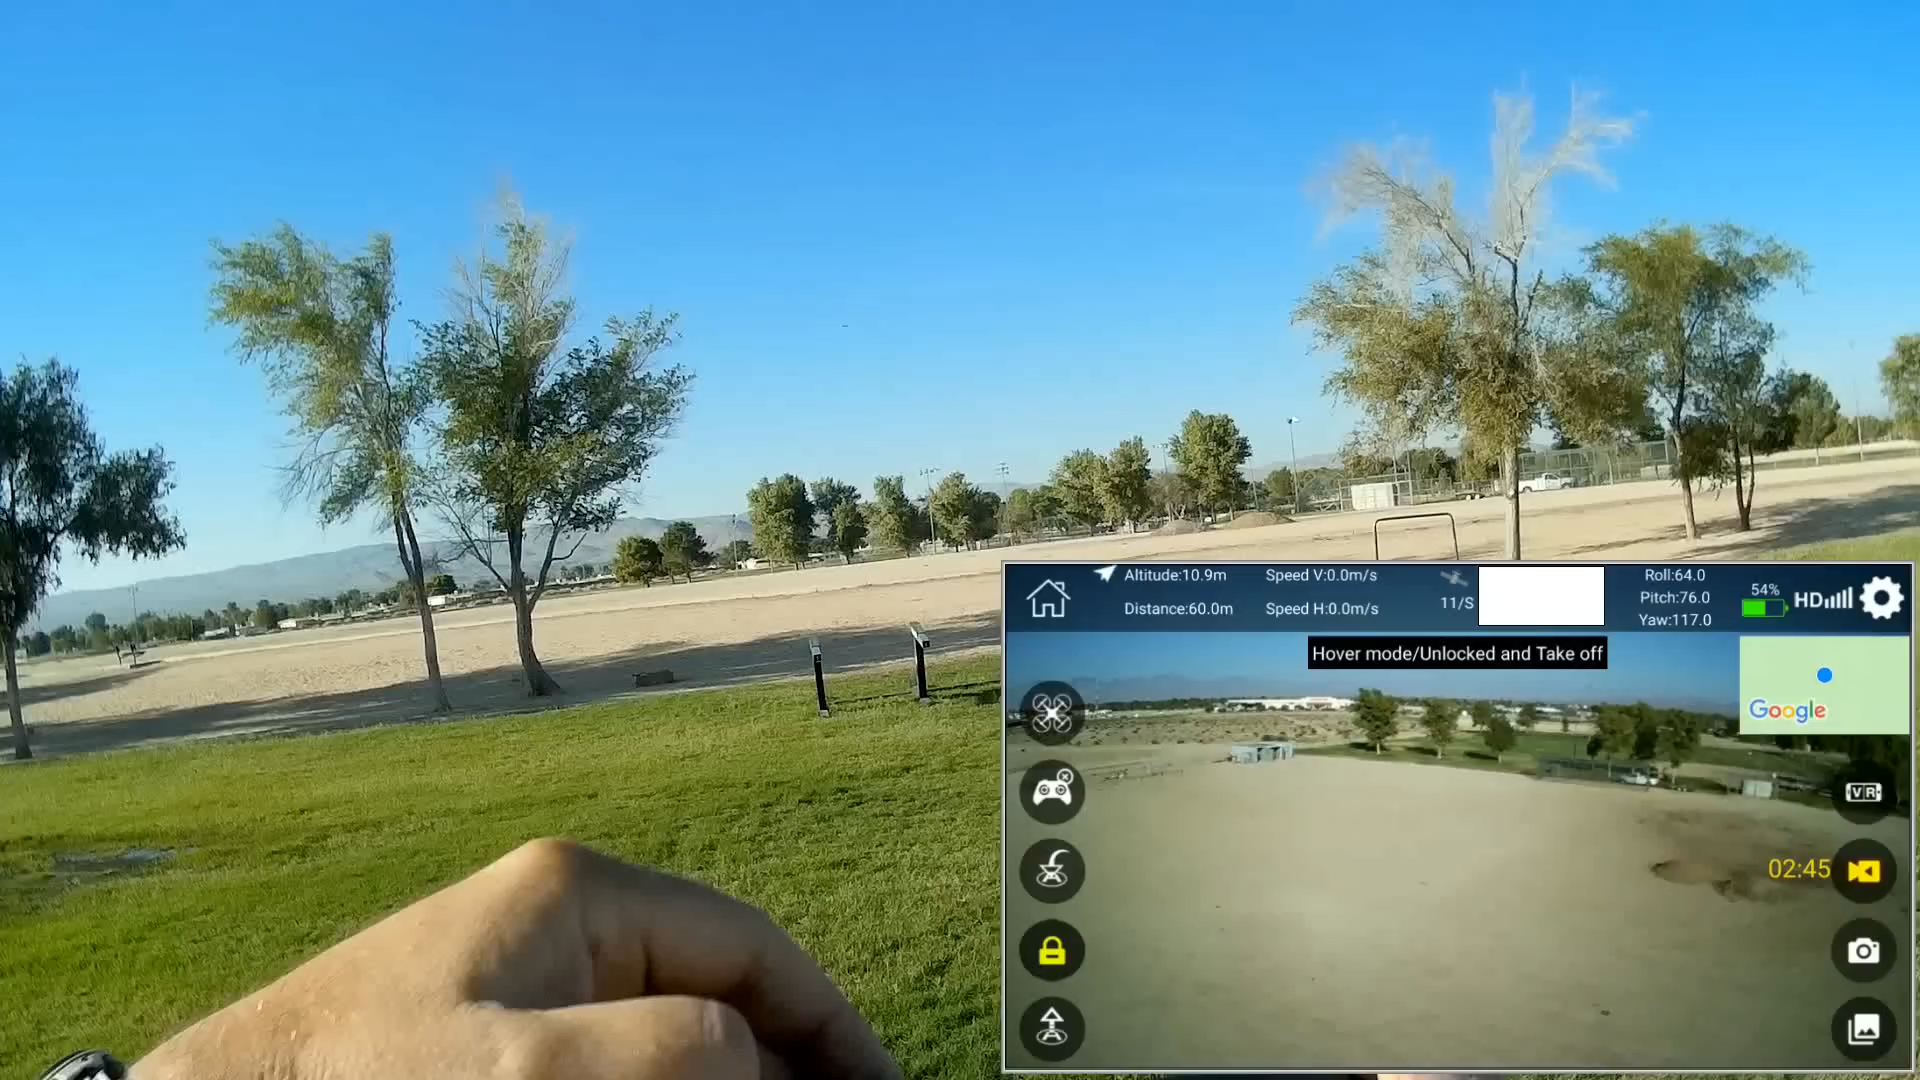 Altitude:10.9m
Speed V:0.0m/s
Distance:60.0m
Speed H:0.0m/s
11/S
Roll:64.0
Pitch:76.0
Yaw:117.0
54%
HD
Hover mode/Unlocked and Take off
Google
VR
02:45